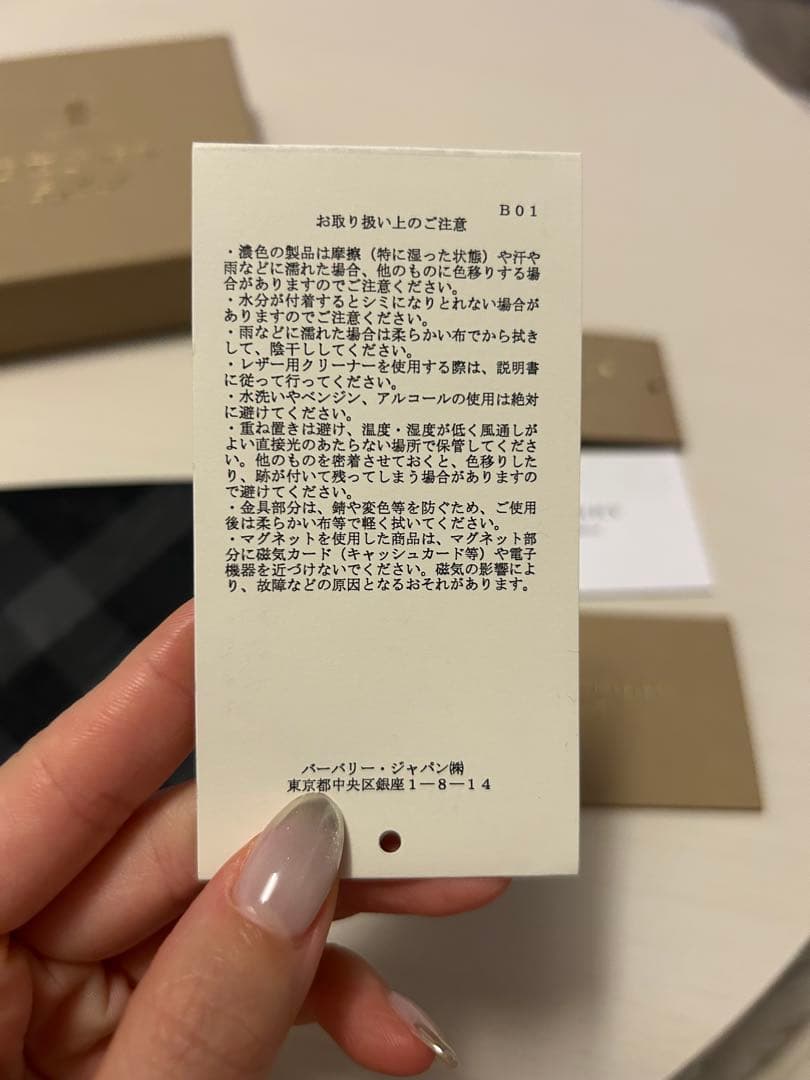 B01
お取り扱い上のご注意
・濃色の製品は摩擦（特に湿った状態）や汗や
雨などに濡れた場合、他のものに色移りする場
合がありますのでご注意ください。
・水分が付着するとシミになりとれない場合が
ありますのでご注意ください。
・雨などに濡れた場合は柔らかい布でから拭き
して、陰干ししてください。
・レザー用クリーナーを使用する際は、説明書
に従って行ってください。
・水洗いやベンジン、アルコールの使用は絶対
に避けてください。
・重ね置きは避け、温度・湿度が低く風通しが
よい直接光のあたらない場所で保管してくださ
い。他のものを密着させておくと、色移りした
り、跡が付いて残ってしまう場合がありますの
で避けてください。
・金具部分は、錆や変色等を防ぐため、ご使用
後は柔らかい布等で軽く拭いてください。
・マグネットを使用した商品は、マグネット部
分に磁気カード（キャッシュカード等）や電子
機器を近づけないでください。磁気の影響によ
り、故障などの原因となるおそれがあります。
バーバリー・ジャパン㈱
東京都中央区銀座1―8―14